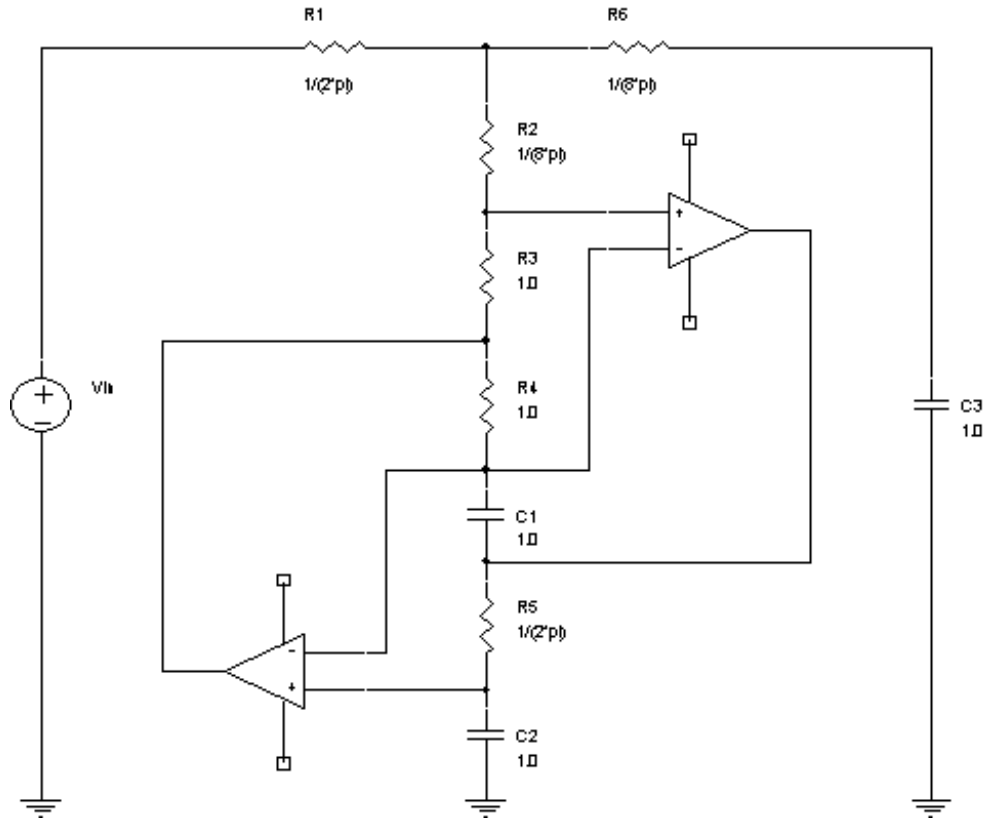 R1
R6
1/(2*pi)
1/(8*pi)
R2
1/(8*pi)
+
-
R3
1.0
Vin
+
-
R4
1.0
C3
1.0
C1
1.0
R5
1/(2*pi)
-
+
C2
1.0